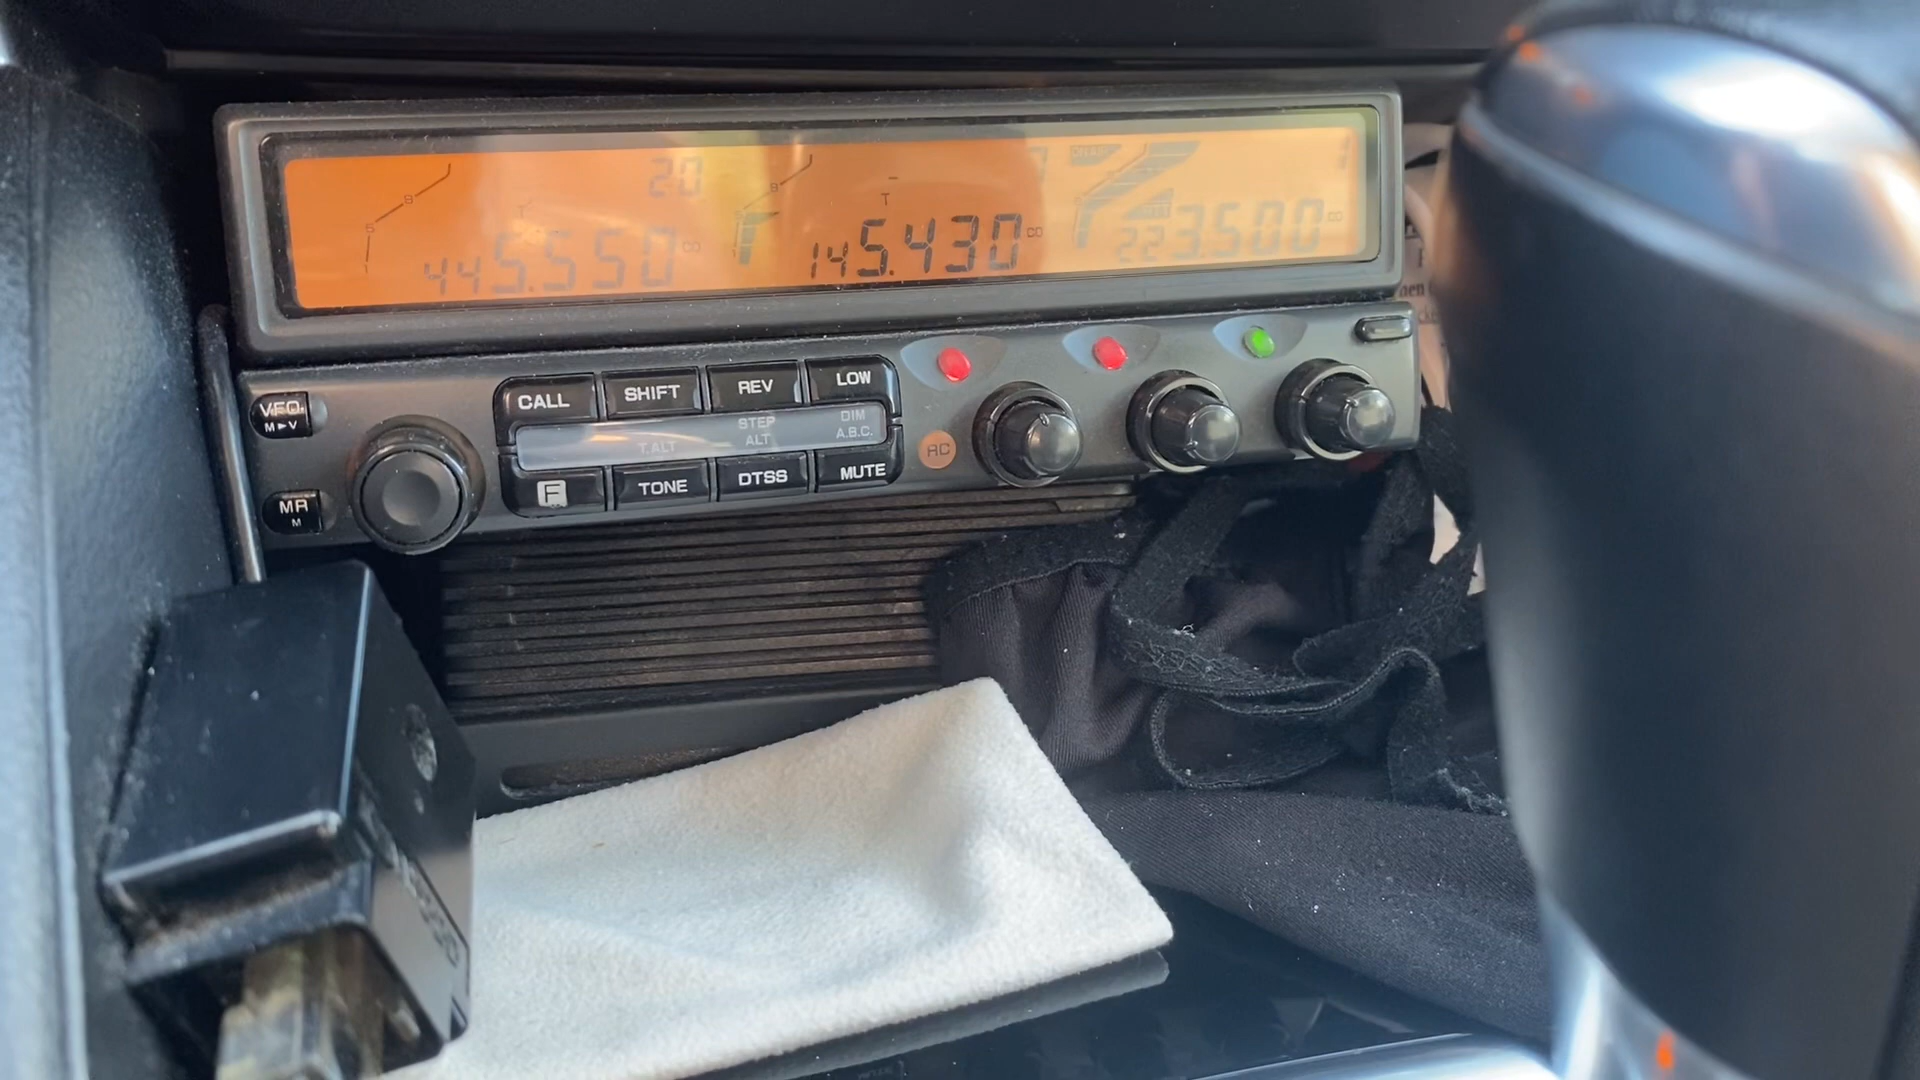 20
445.550
145.430
223.500
CALL
SHIFT
REV
LOW
VFO
M►V
STEP
DIM
T.ALT
ALT
A.B.C.
F
TONE
DTSS
MUTE
MR
M